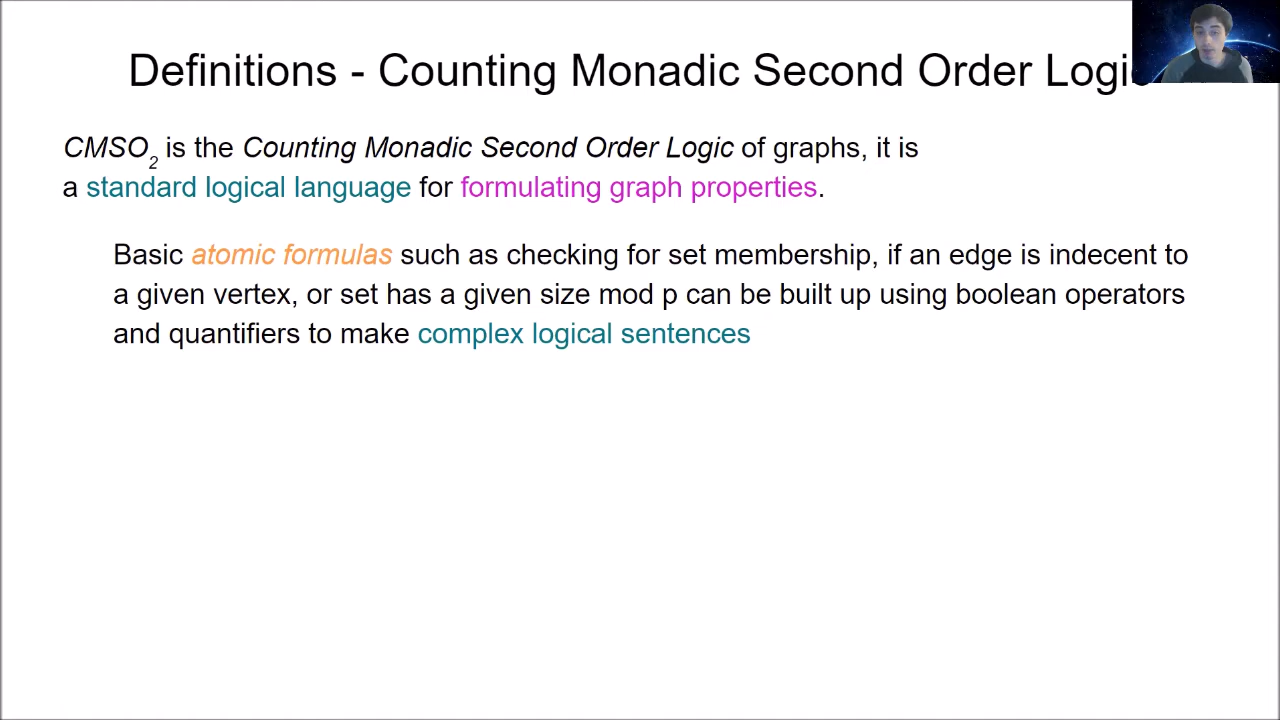 Definitions - Counting Monadic Second Order Logic
CMSO2 is the Counting Monadic Second Order Logic of graphs, it is
a standard logical language for formulating graph properties.
Basic atomic formulas such as checking for set membership, if an edge is indecent to
a given vertex, or set has a given size mod p can be built up using boolean operators
and quantifiers to make complex logical sentences